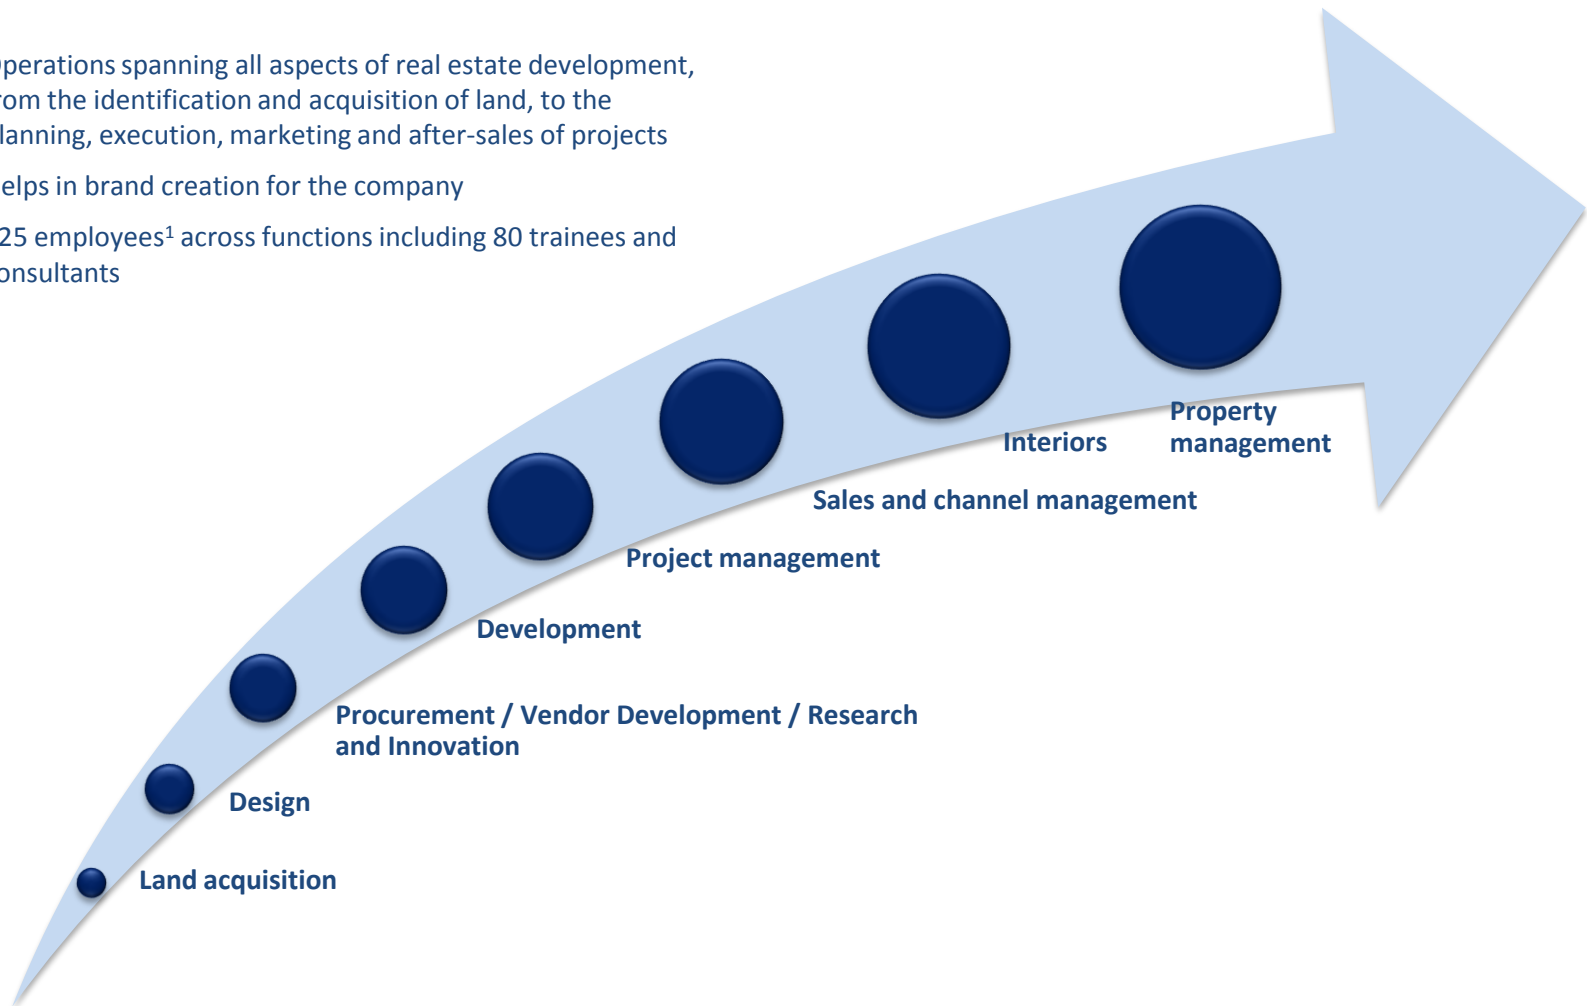 perations spanning all aspects of real estate development,
rom the identification and acquisition of land, to the
lanning, execution, marketing and after-sales of projects
elps in brand creation for the company
25 employees¹ across functions including 80 trainees and
onsultants
Property
management
Interiors
Sales and channel management
Project management
Development
Procurement / Vendor Development / Research
and Innovation
Design
Land acquisition